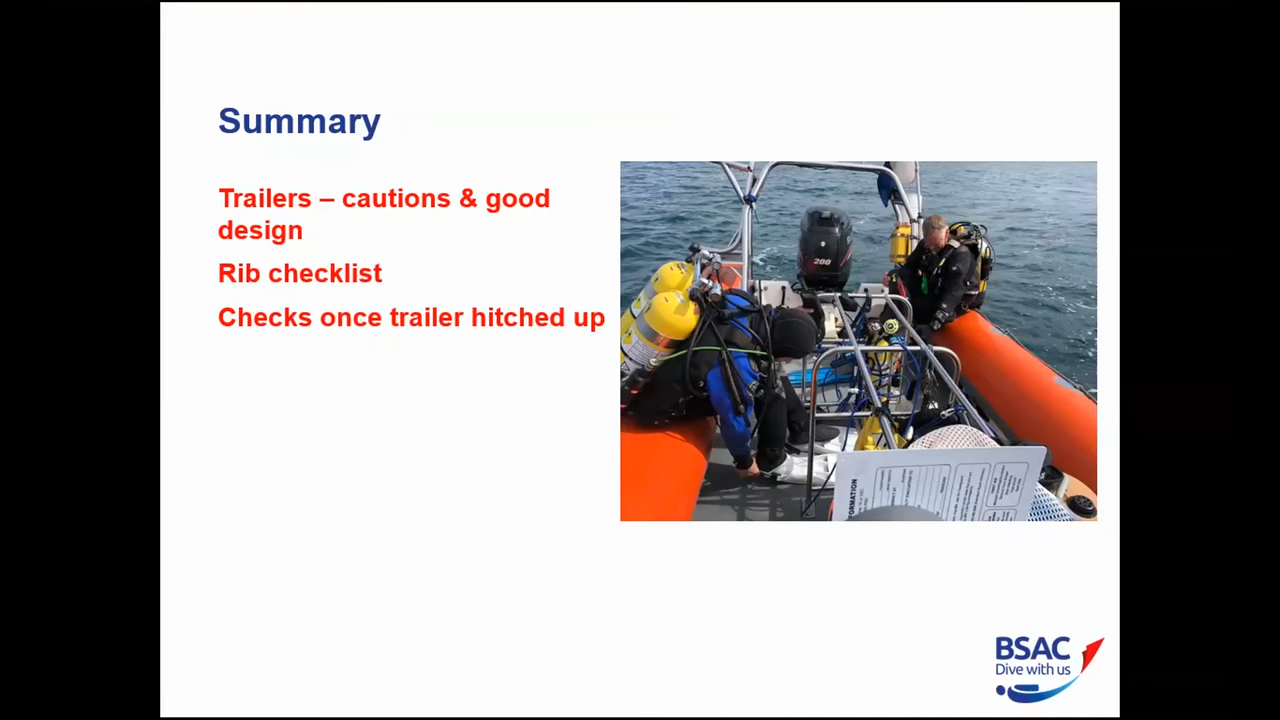 Summary
Trailers – cautions & good
design
Rib checklist
Checks once trailer hitched up
200
BSAC
Dive with us